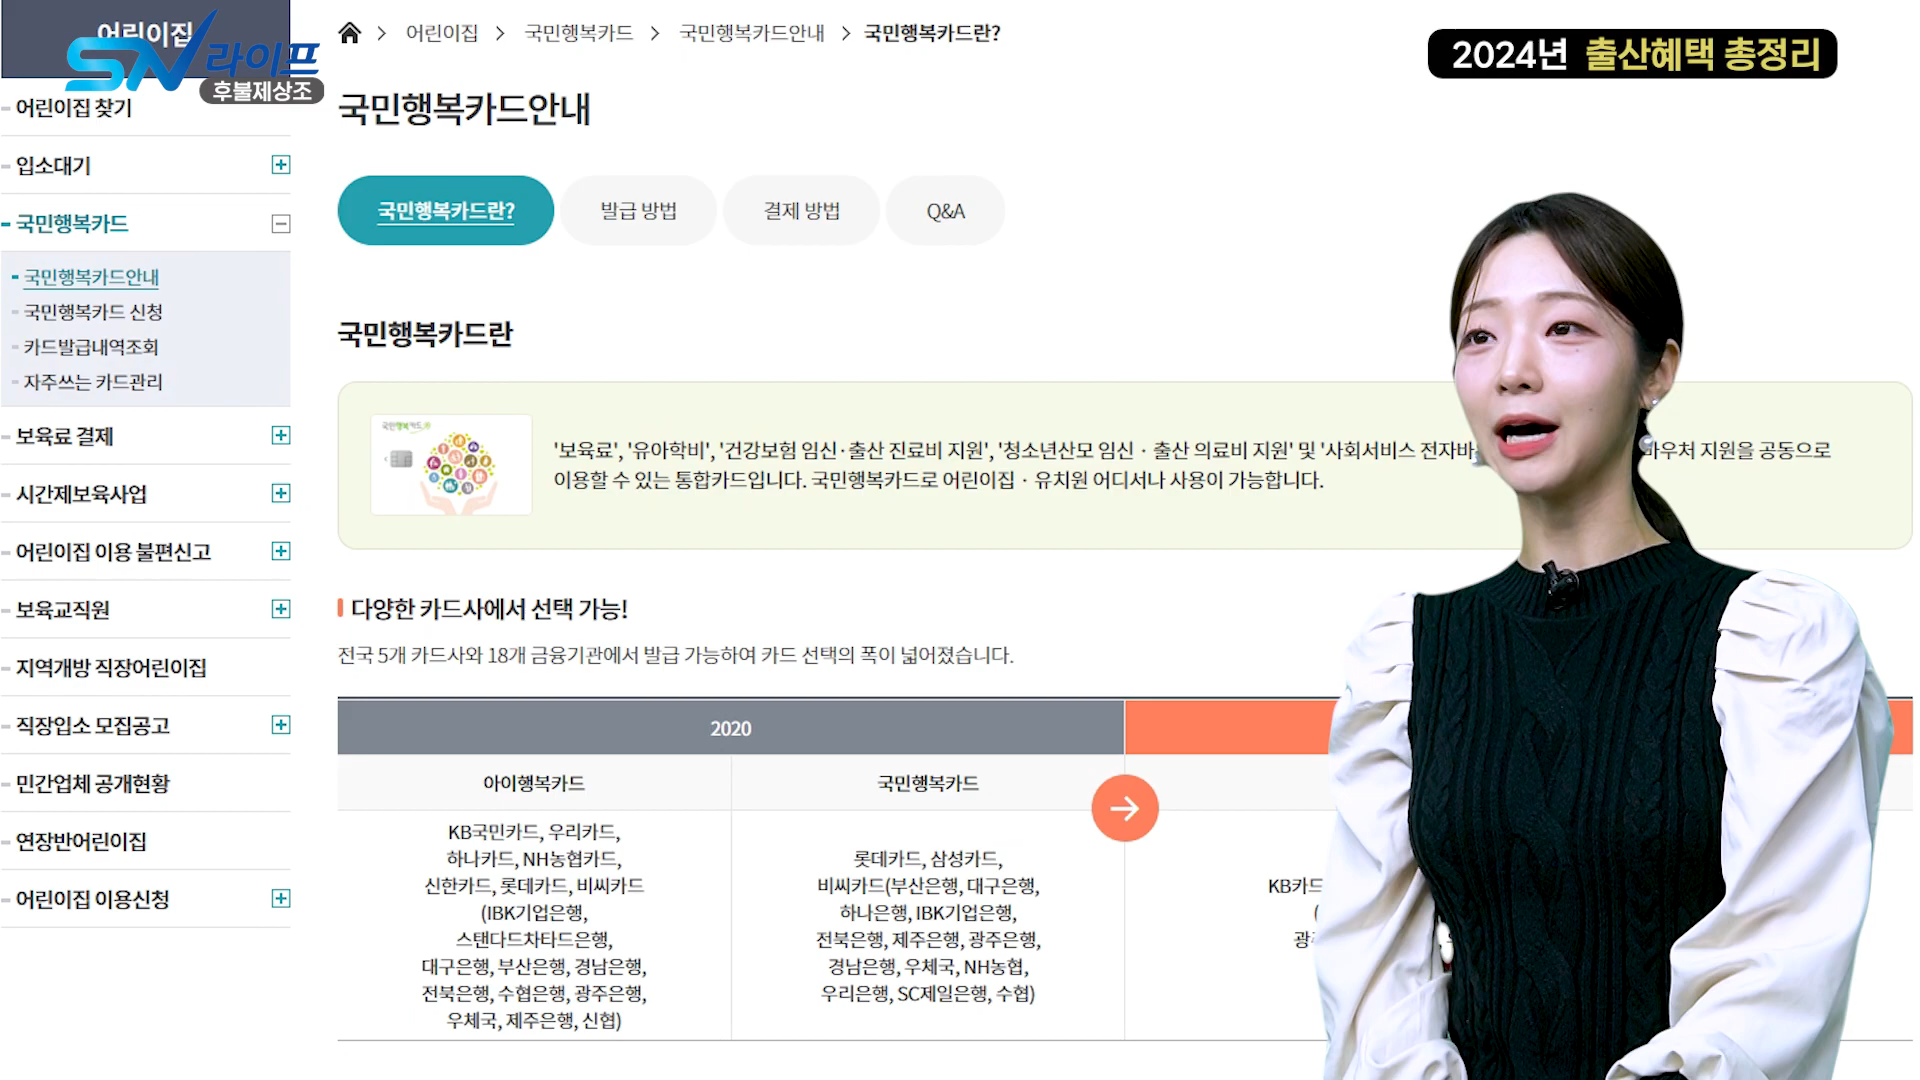 어린이집
SN라이프
후불제상조
어린이집 > 국민행복카드 > 국민행복카드안내 > 국민행복카드란?
2024년 출산혜택 총정리
국민행복카드안내
국민행복카드란?
발급 방법
결제 방법
Q&A
어린이집 찾기
입소대기
국민행복카드
국민행복카드안내
국민행복카드 신청
카드발급내역조회
자주쓰는 카드관리
보육료 결제
시간제보육사업
어린이집 이용 불편신고
보육교직원
지역개방 직장어린이집
직장입소 모집공고
민간업체 공개현황
연장반어린이집
어린이집 이용신청
국민행복카드란
국민행복카드
'보육료', '유아학비', '건강보험 임신·출산 진료비 지원', '청소년산모 임신 · 출산 의료비 지원' 및 '사회서비스 전자바 바우처 지원을 공동으로
이용할 수 있는 통합카드입니다. 국민행복카드로 어린이집 · 유치원 어디서나 사용이 가능합니다.
다양한 카드사에서 선택 가능!
전국 5개 카드사와 18개 금융기관에서 발급 가능하여 카드 선택의 폭이 넓어졌습니다.
2020
아이행복카드
국민행복카드
KB국민카드, 우리카드,
하나카드, NH농협카드,
신한카드, 롯데카드, 비씨카드
(IBK기업은행,
스탠다드차타드은행,
대구은행, 부산은행, 경남은행,
전북은행, 수협은행, 광주은행,
우체국, 제주은행, 신협)
롯데카드, 삼성카드,
비씨카드(부산은행, 대구은행,
하나은행, IBK기업은행,
전북은행, 제주은행, 광주은행,
경남은행, 우체국, NH농협,
우리은행, SC제일은행, 수협)
KB카드
(
광